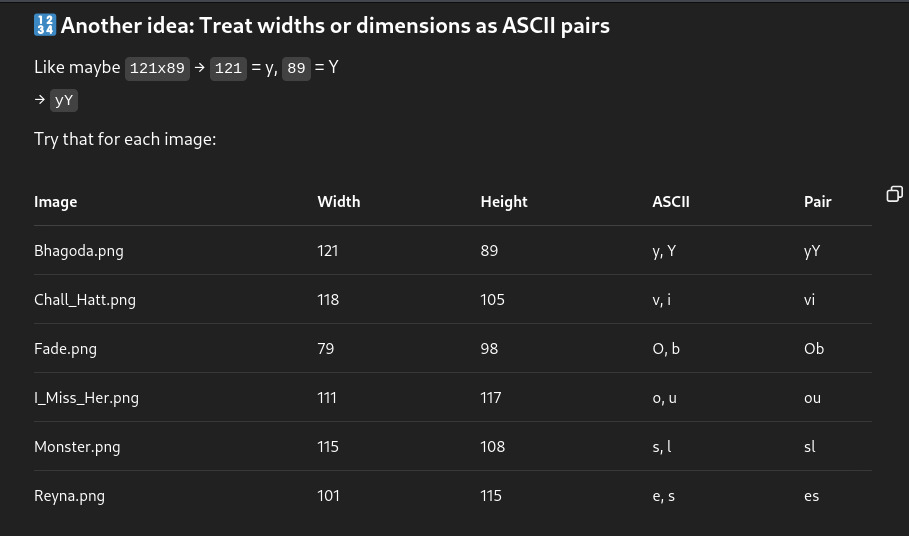 🔢 Another idea: Treat widths or dimensions as ASCII pairs
Like maybe 121x89 → 121 = y, 89 = Y
→ yY
Try that for each image:
Image Width Height ASCII Pair
Bhagoda.png 121 89 y, Y yY
Chall_Hatt.png 118 105 v, i vi
Fade.png 79 98 O, b Ob
I_Miss_Her.png 111 117 o, u ou
Monster.png 115 108 s, l sl
Reyna.png 101 115 e, s es